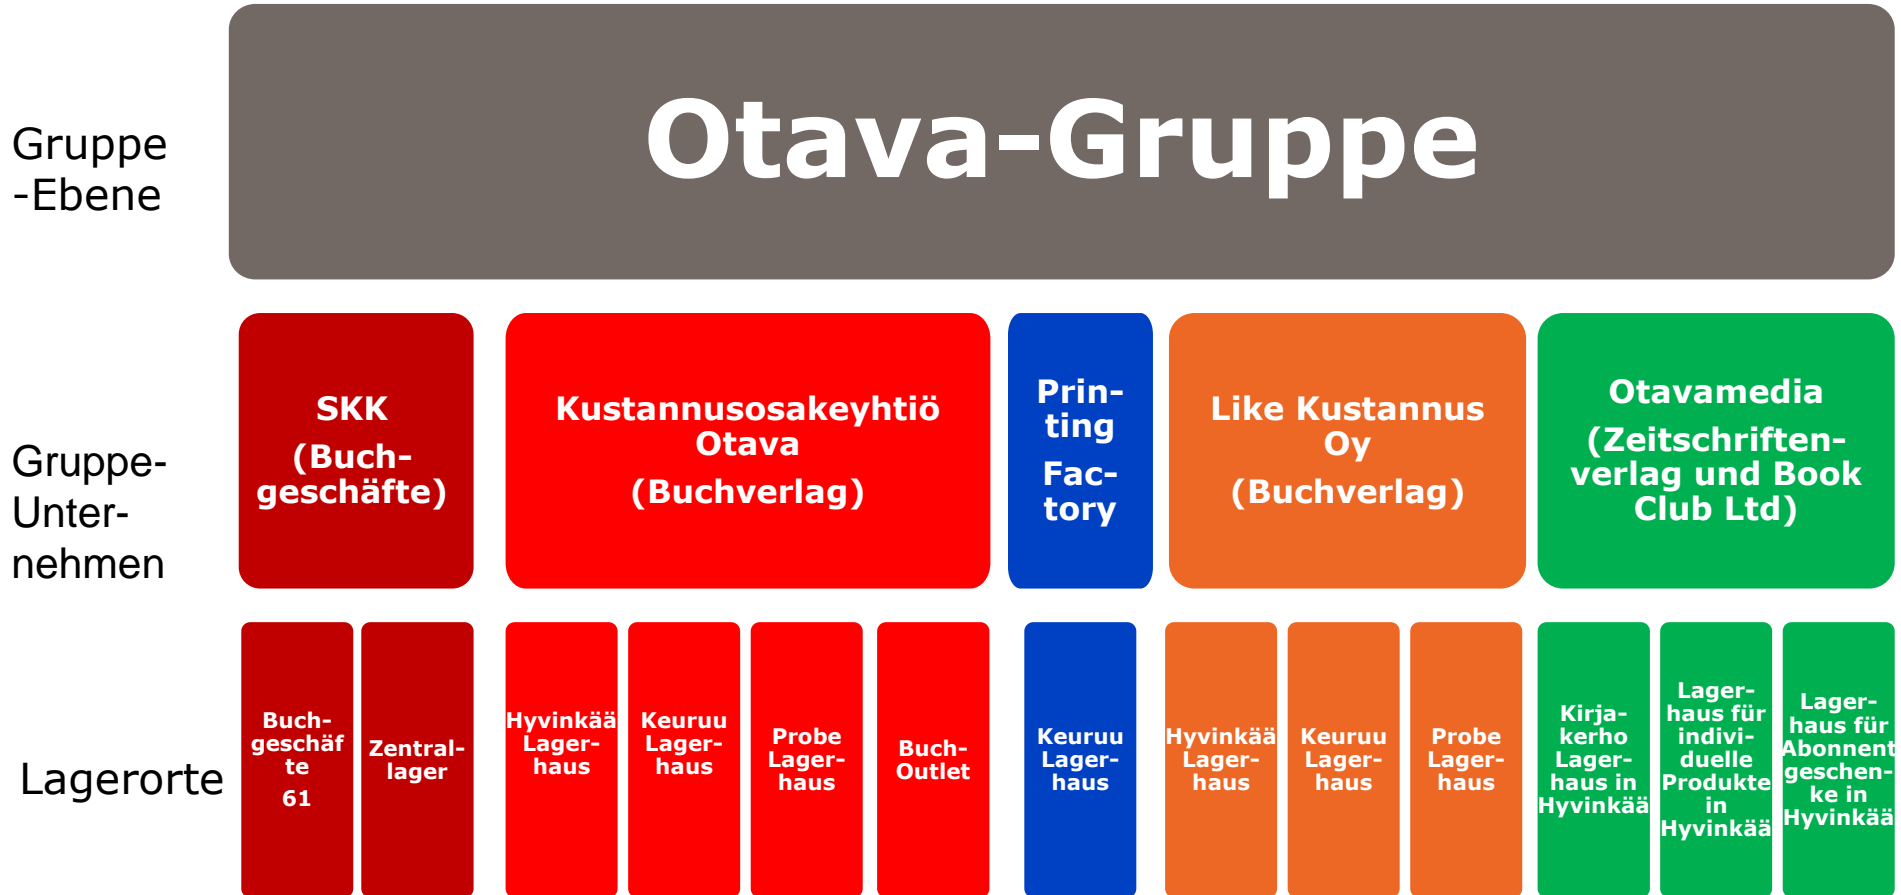 Gruppe
-Ebene
Otava-Gruppe
Gruppe-
Unter-
nehmen
SKK
(Buch-
geschäfte)
Kustannusosakeyhtiö
Otava
(Buchverlag)
Prin-
ting
Fac-
tory
Like Kustannus
Oy
(Buchverlag)
Otavamedia
(Zeitschriften-
verlag und Book
Club Ltd)
Lagerorte
Buch-
geschäf
te
61
Zentral-
lager
Hyvinkää
Lager-
haus
Keuruu
Lager-
haus
Probe
Lager-
haus
Buch-
Outlet
Keuruu
Lager-
haus
Hyvinkää
Lager-
haus
Keuruu
Lager-
haus
Probe
Lager-
haus
Kirja-
kerho
Lager-
haus in
Hyvinkää
Lager-
haus für
indivi-
duelle
Produkte
in
Hyvinkää
Lager-
haus für
Abonnent
geschen-
ke in
Hyvinkää